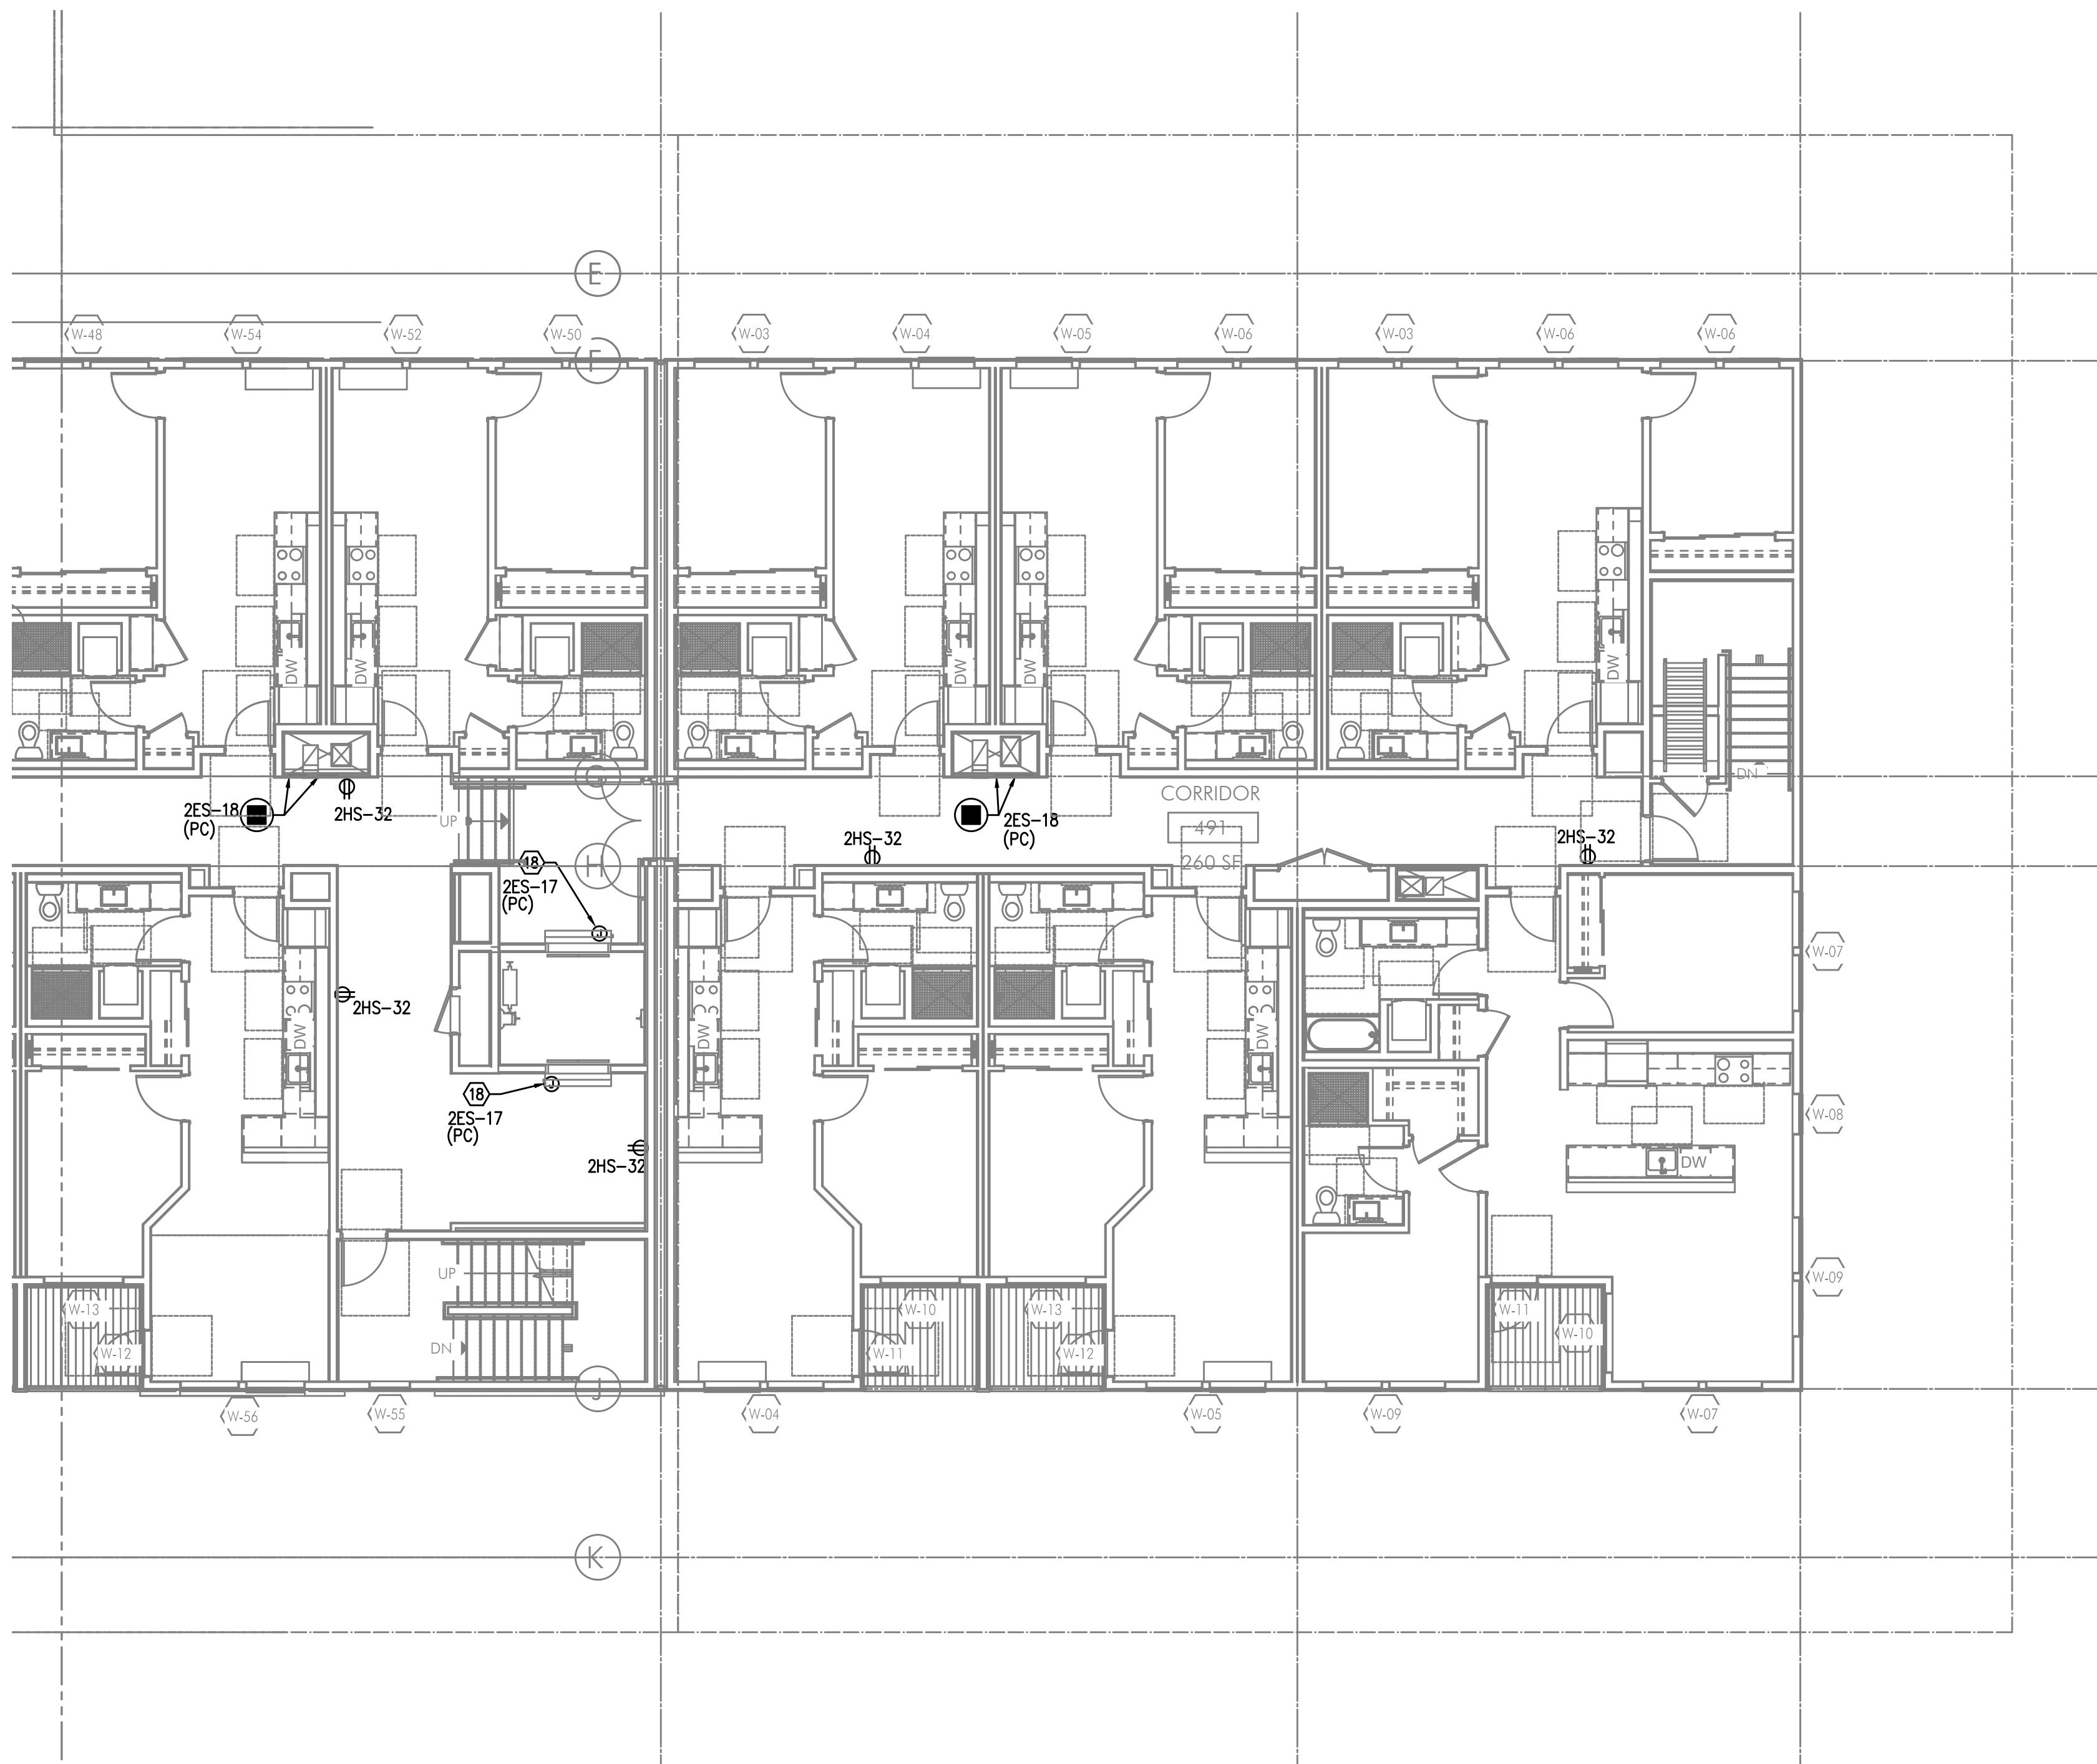 E
W-48
W-54
W-52
W-50
F
W-03
W-04
W-05
W-06
W-03
W-06
W-06
DW
DW
DW
DW
DW
G
DN
2ES-18
(PC)
2HS-32
UP
2ES-18
(PC)
CORRIDOR
491
260 SF
2HS-32
2HS-32
18
H
2ES-17
(PC)
J
W-07
2HS-32
DW
DW
DW
J
18
2ES-17
(PC)
W-08
2HS-32
DW
UP
W-09
W-13
W-10
W-13
W-11
W-10
W-12
DN
W-11
W-12
J
W-56
W-55
W-04
W-05
W-09
W-07
K